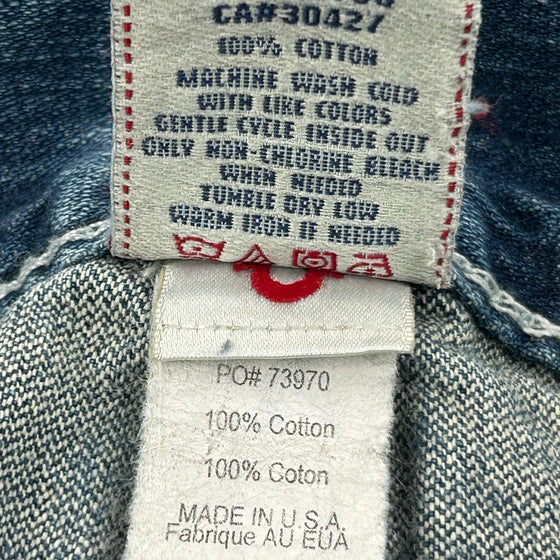 CA#30427
100% COTTON
MACHINE WASH COLD
WITH LIKE COLORS
GENTLE CYCLE INSIDE OUT
ONLY NON-CHLORINE BLEACH
WHEN NEEDED
TUMBLE DRY LOW
WARM IRON IF NEEDED
PO# 73970
100% Cotton
100% Coton
MADE IN U.S.A.
Fabrique AU EUA